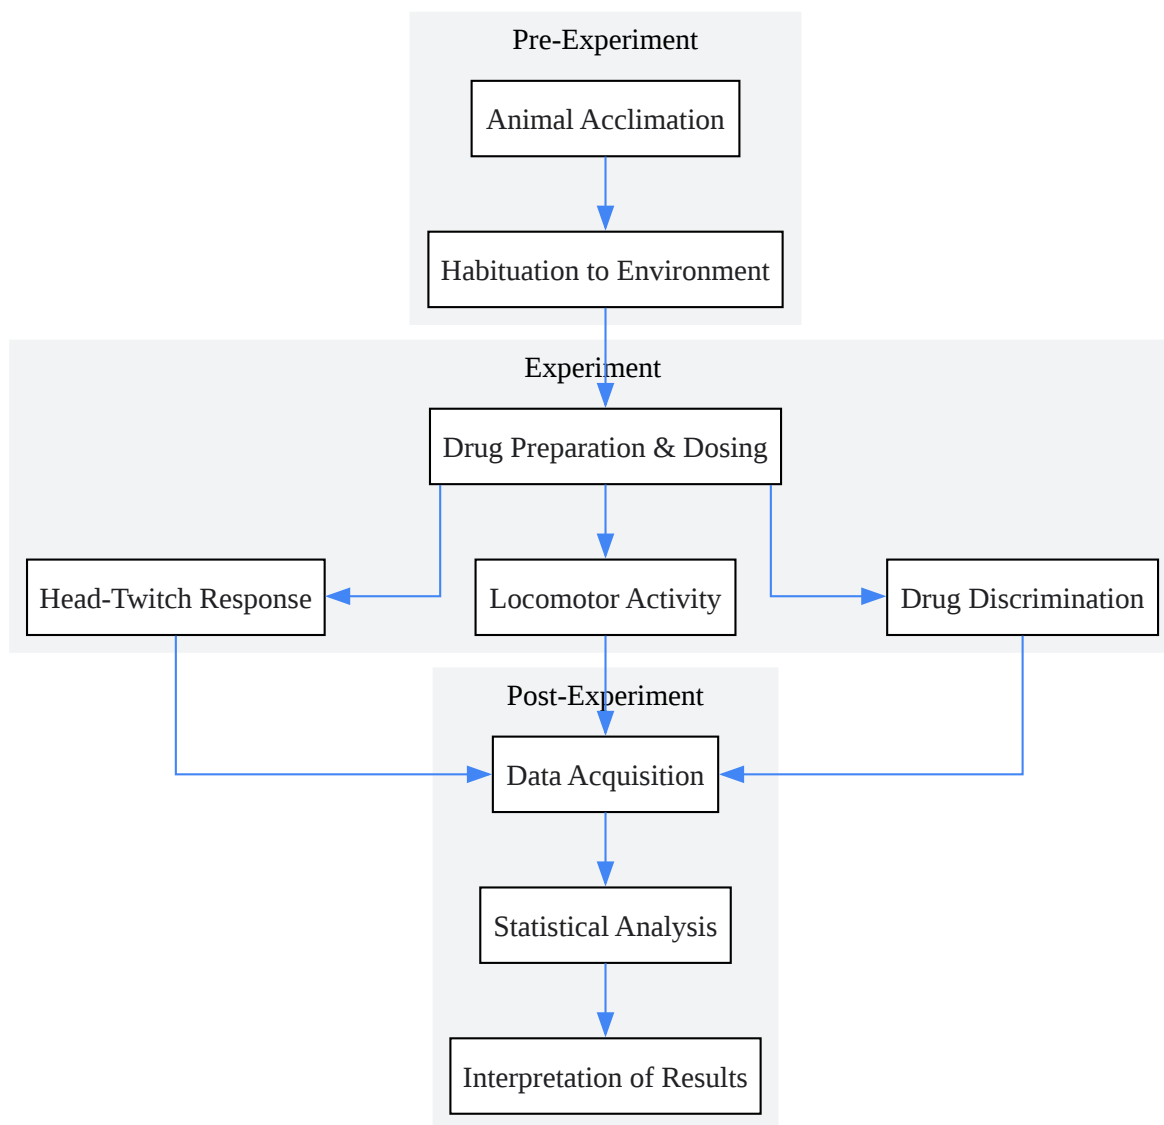 Pre-Experiment
Animal Acclimation
Habituation to Environment
Experiment
Drug Preparation & Dosing
Head-Twitch Response
Locomotor Activity
Drug Discrimination
Post-Experiment
Data Acquisition
Statistical Analysis
Interpretation of Results